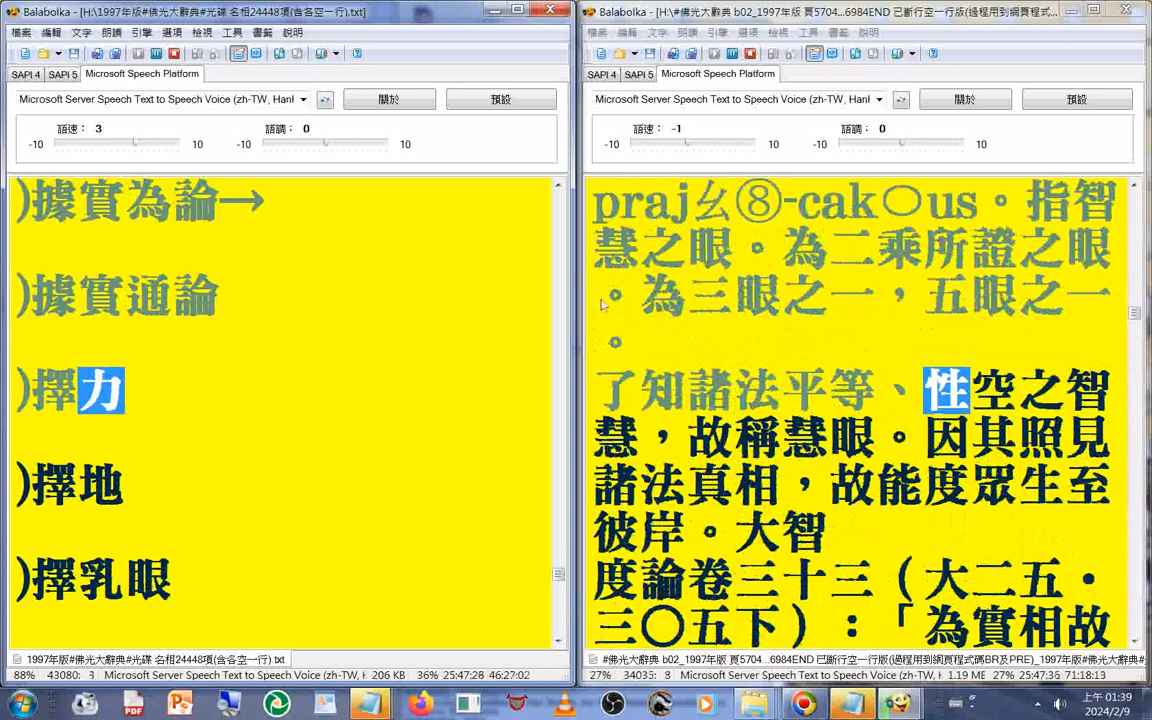 Balabolka - [H:\1997年版#佛光大辭典#光碟 名相24448項(含各空一行).txt]
檔案 編輯 文字 朗讀 引擎 選項 檢視 工具 書籤 說明
SAPI 4 SAPI 5 Microsoft Speech Platform
Microsoft Server Speech Text to Speech Voice (zh-TW, Hanl
關於
預設
語速： 3
語調： 0
-10 10 -10 10
)據實為論→
)據實通論
)擇力
)擇地
)擇乳眼
1997年版#佛光大辭典#光碟 名相24448項(含各空一行).txt
88% 43080: 3 Microsoft Server Speech Text to Speech Voice (zh-TW, H 206 KB 36% 25:47:28 46:27:02
Balabolka - [H:\#佛光大辭典 b02_1997年版 頁5704...6984END 已斷行空一行版(過程用到網頁程式...
檔案 編輯 文字 朗讀 引擎 選項 檢視 工具 書籤 說明
SAPI 4 SAPI 5 Microsoft Speech Platform
Microsoft Server Speech Text to Speech Voice (zh-TW, Hanl
關於
預設
語速： -1
語調： 0
-10 10 -10 10
praj幺⑧-cak○us。指智
慧之眼。為二乘所證之眼
。為三眼之一，五眼之一
。
了知諸法平等、性空之智
慧，故稱慧眼。因其照見
諸法真相，故能度眾生至
彼岸。大智
度論卷三十三（大二五．
三○五下）：「為實相故
#佛光大辭典 b02_1997年版 頁5704...6984END 已斷行空一行版(過程用到網頁程式碼BR及PRE)_1997年版#佛光大辭典#
27% 34035: 8 Microsoft Server Speech Text to Speech Voice (zh-TW, H 1.19 ME 27% 25:47:36 71:18:13
PDF
上午 01:39
2024/2/9